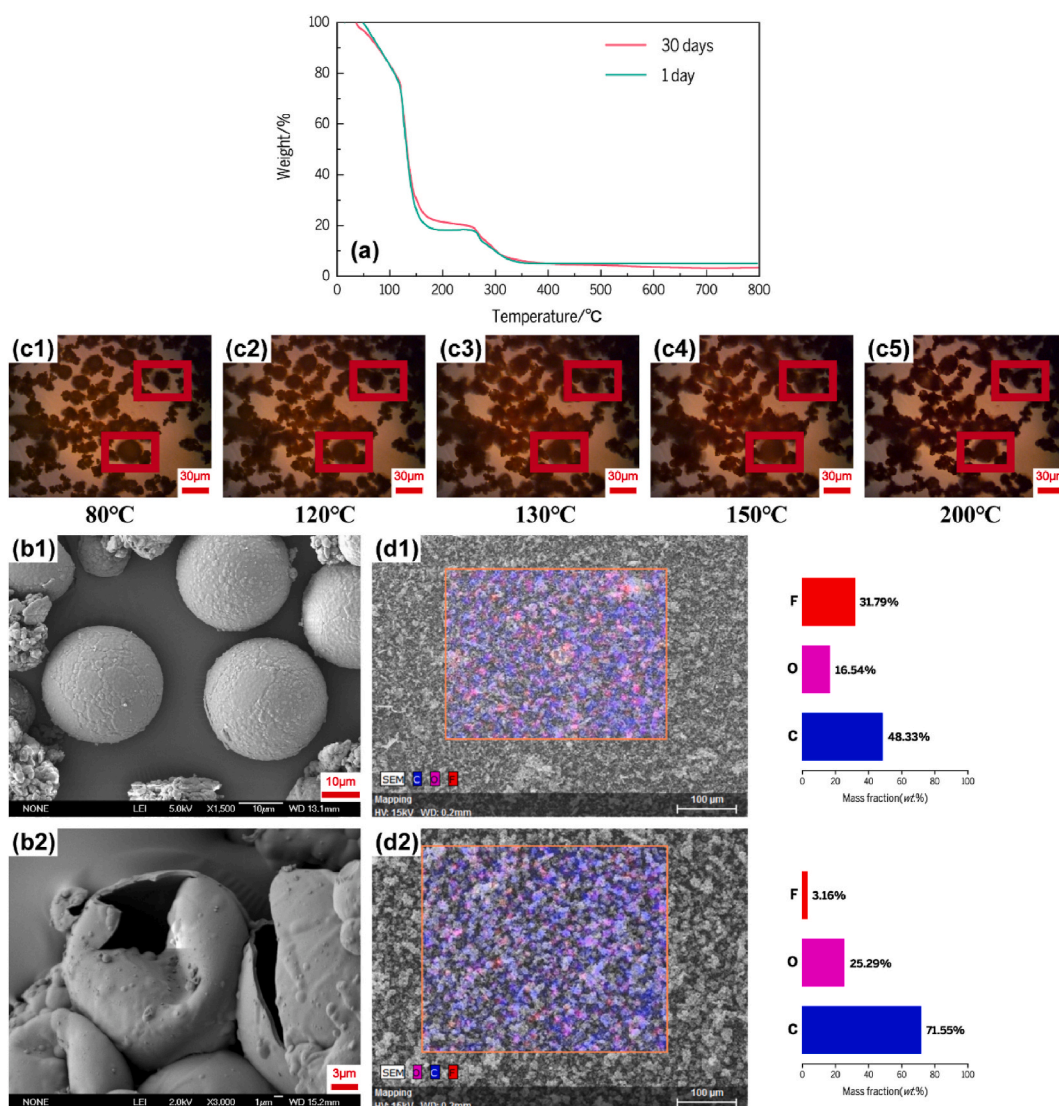 100
80
60
40
20
0
Weight/%
30 days
1 day
(a)
0 100 200 300 400 500 600 700 800
Temperature/°C
(c1) (c2) (c3) (c4) (c5)
30μm 30μm 30μm 30μm 30μm
80°C 120°C 130°C 150°C 200°C
(b1)
10μm
NONE LEI 5.0kV X1,500 10μm WD 13.1mm
(d1)
SEM C O
Mapping
HV: 15kV WD: 0.2mm
100 μm
F 31.79%
O 16.54%
C 48.33%
0 20 40 60 80 100
Mass fraction(wt.%)
(b2)
3μm
NONE LEI 2.0kV X3,000 1μm WD 15.2mm
(d2)
SEM C
Mapping
100 μm
F 3.16%
O 25.29%
C 71.55%
0 20 40 60 80 100
Mass fraction(wt.%)